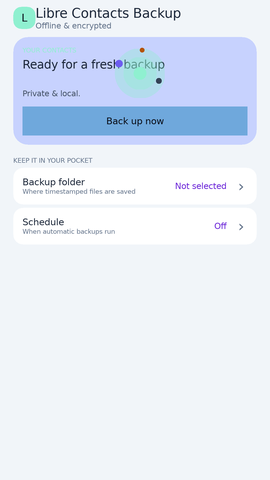 L
Libre Contacts Backup
Offline & encrypted
Ready for a fresh backup
Private & local.
Back up now
KEEP IT IN YOUR POCKET
Backup folder
Where timestamped files are saved
Not selected
Schedule
When automatic backups run
Off